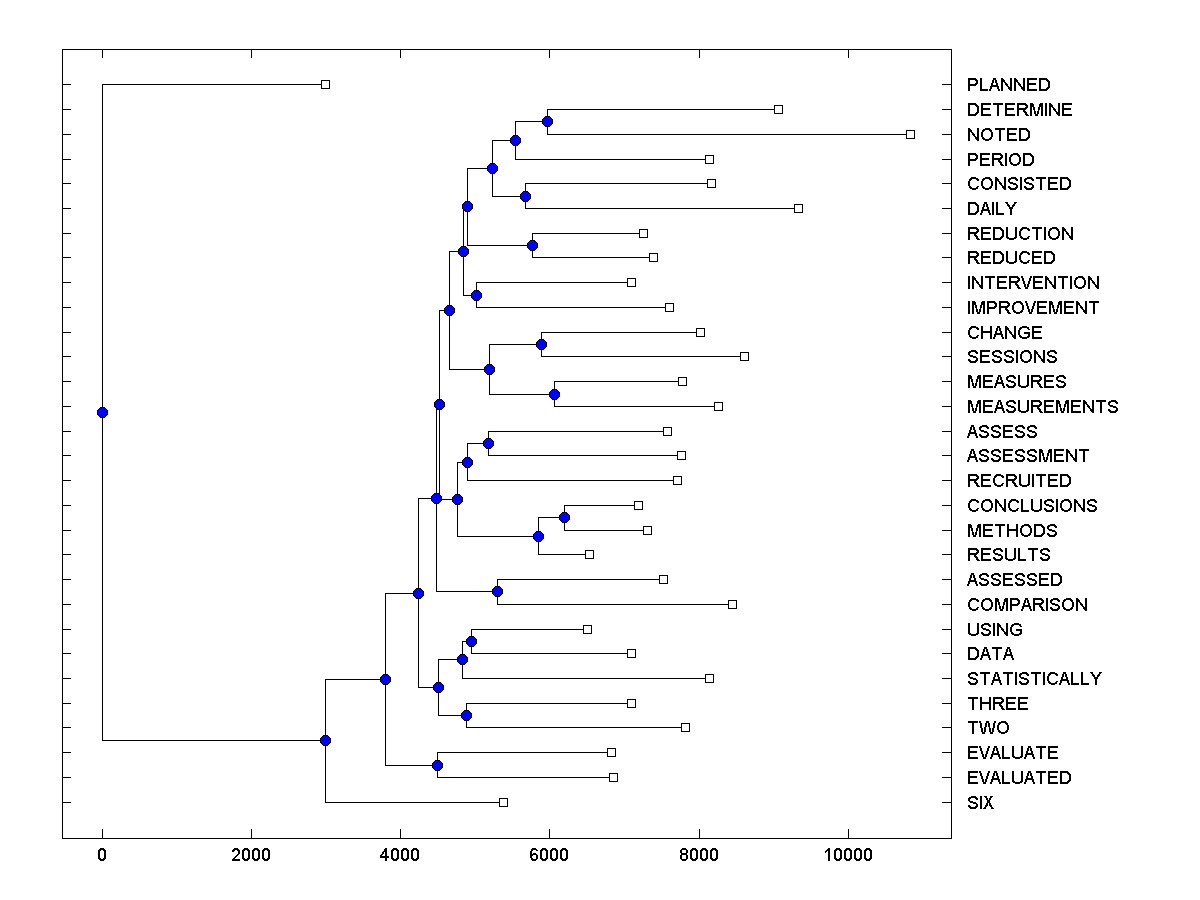 PLANNED
DETERMINE
NOTED
PERIOD
CONSISTED
DAILY
REDUCTION
REDUCED
INTERVENTION
IMPROVEMENT
CHANGE
SESSIONS
MEASURES
MEASUREMENTS
ASSESS
ASSESSMENT
RECRUITED
CONCLUSIONS
METHODS
RESULTS
ASSESSED
COMPARISON
USING
DATA
STATISTICALLY
THREE
TWO
EVALUATE
EVALUATED
SIX
0 2000 4000 6000 8000 10000